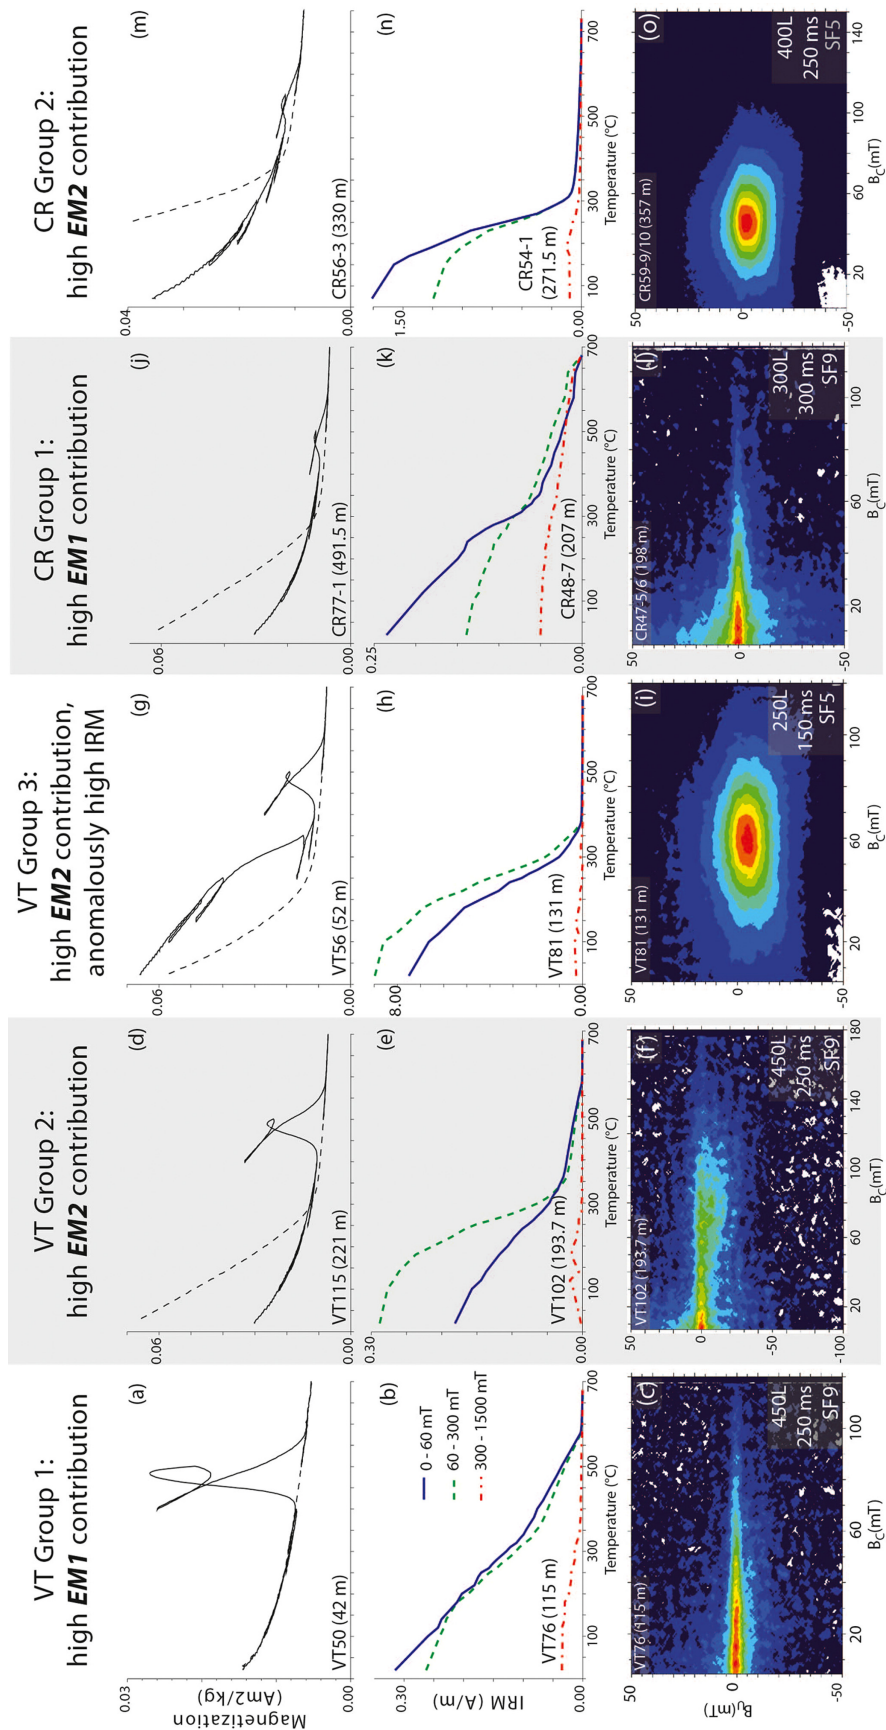 VT Group 1:
high EM1 contribution
VT Group 2:
high EM2 contribution
VT Group 3:
high EM2 contribution,
anomalously high IRM
CR Group 1:
high EM1 contribution
CR Group 2:
high EM2 contribution
Magnetization
(Am2/kg)
0.03
0.00
(a)
VT50 (42 m)
0.06
0.00
(d)
VT115 (221 m)
0.06
0.00
(g)
VT56 (52 m)
0.06
0.00
(j)
CR77-1 (491.5 m)
0.04
0.00
(m)
CR56-3 (330 m)
IRM (A/m)
0.30
0.00
(b)
0 - 60 mT
60 - 300 mT
300 - 1500 mT
VT76 (115 m)
100
300
500
700
Temperature (°C)
0.30
0.00
(e)
VT102 (193.7 m)
100
300
500
700
Temperature (°C)
8.00
0.00
(h)
VT81 (131 m)
100
300
500
700
Temperature (°C)
0.25
0.00
(k)
CR48-7 (207 m)
100
300
500
700
Temperature (°C)
1.50
0.00
(n)
CR54-1
(271.5 m)
100
300
500
700
Temperature (°C)
B_U(mT)
50
0
-50
VT76 (115 m)
(c)
450L
250 ms
SF9
20
60
100
B_C(mT)
50
0
-100
VT102 (193.7 m)
(f)
450L
250 ms
SF9
20
60
100
140
180
B_C(mT)
50
0
-50
VT81 (131 m)
(i)
250L
150 ms
SF5
20
60
100
B_C(mT)
50
0
-50
CR47-5/6 (198 m)
(l)
300L
300 ms
SF9
20
60
100
B_C(mT)
50
0
-50
CR59-9/10 (357 m)
(o)
400L
250 ms
SF5
20
60
100
140
B_C(mT)